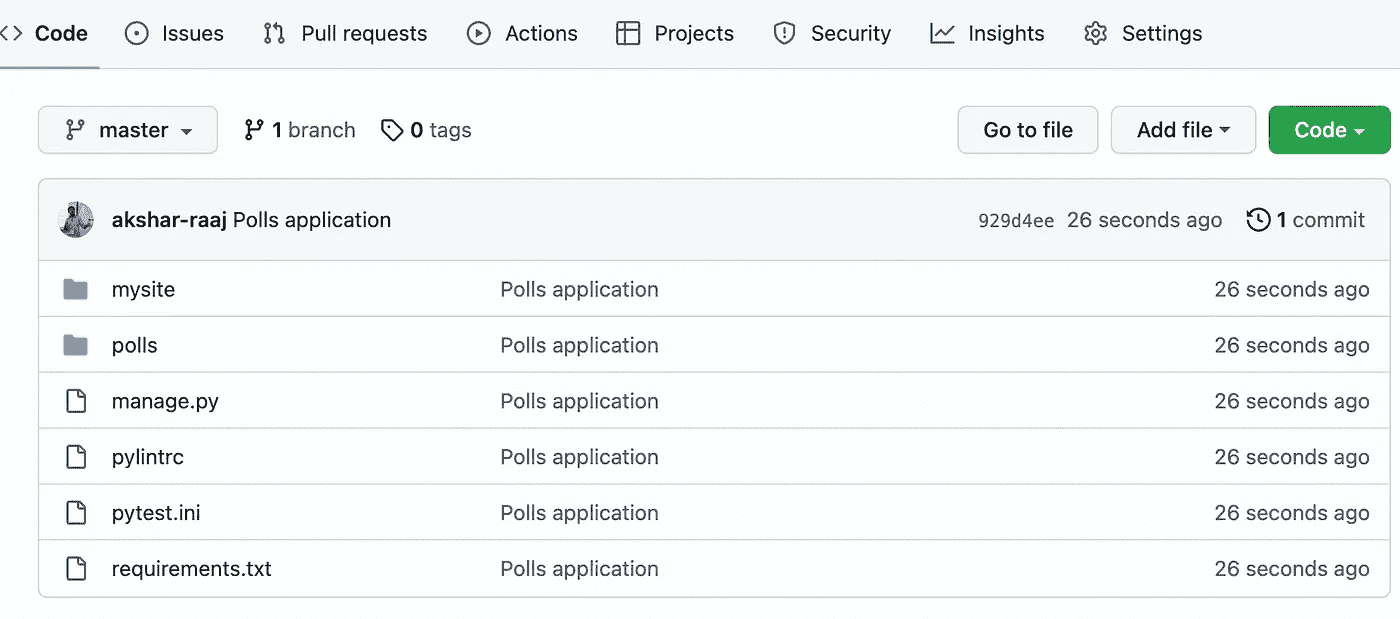 <> Code Issues Pull requests Actions Projects Security Insights Settings
master 1 branch 0 tags Go to file Add file Code
akshar-raaj Polls application 929d4ee 26 seconds ago 1 commit
mysite Polls application 26 seconds ago
polls Polls application 26 seconds ago
manage.py Polls application 26 seconds ago
pylintrc Polls application 26 seconds ago
pytest.ini Polls application 26 seconds ago
requirements.txt Polls application 26 seconds ago